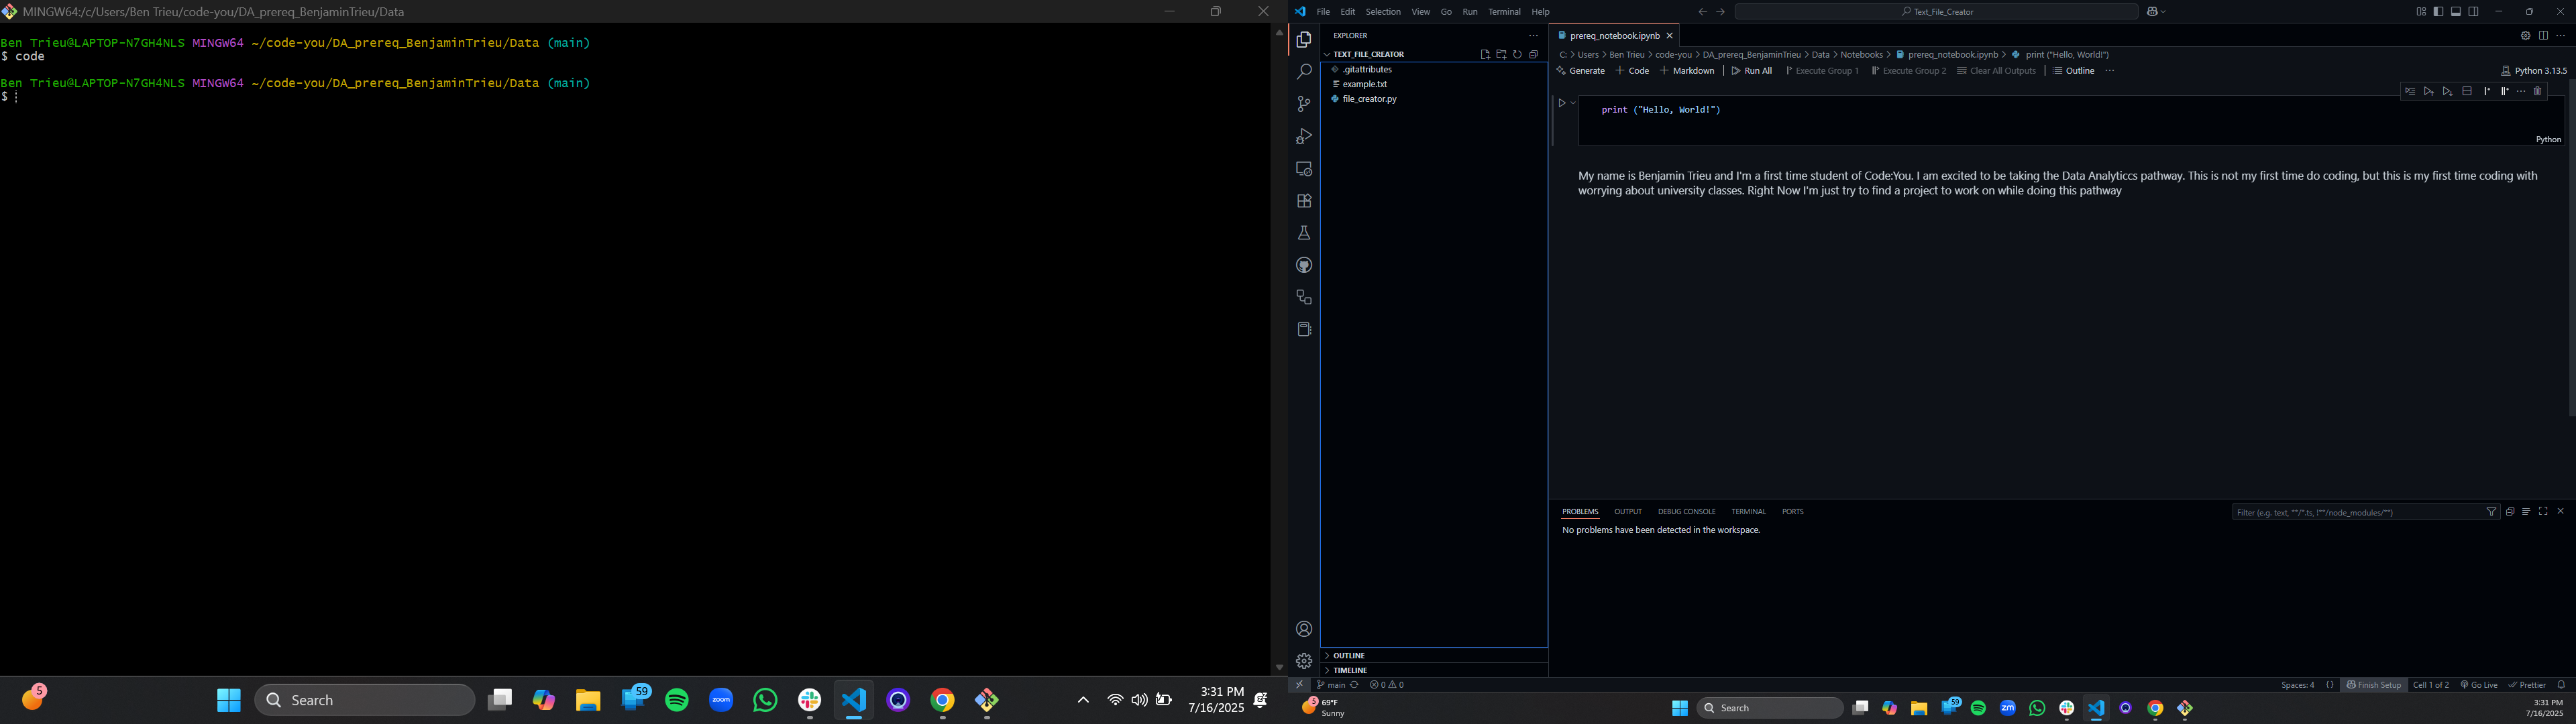 MINGW64:/c/Users/Ben Trieu/code-you/DA_prereq_BenjaminTrieu/Data
Ben Trieu@LAPTOP-N7GH4NLS MINGW64 ~/code-you/DA_prereq_BenjaminTrieu/Data (main)
$ code
Ben Trieu@LAPTOP-N7GH4NLS MINGW64 ~/code-you/DA_prereq_BenjaminTrieu/Data (main)
$
5
Search
59
zoom
3:31 PM
7/16/2025
File Edit Selection View Go Run Terminal Help
Text_File_Creator
EXPLORER
TEXT_FILE_CREATOR
.gitattributes
example.txt
file_creator.py
OUTLINE
TIMELINE
prereq_notebook.ipynb
C: > Users > Ben Trieu > code-you > DA_prereq_BenjaminTrieu > Data > Notebooks > prereq_notebook.ipynb > print ("Hello, World!")
Generate + Code + Markdown Run All Execute Group 1 Execute Group 2 Clear All Outputs Outline ...
Python 3.13.5
print ("Hello, World!")
Python
My name is Benjamin Trieu and I'm a first time student of Code:You. I am excited to be taking the Data Analyticcs pathway. This is not my first time do coding, but this is my first time coding with
worrying about university classes. Right Now I'm just try to find a project to work on while doing this pathway
PROBLEMS OUTPUT DEBUG CONSOLE TERMINAL PORTS
Filter (e.g. text, **/*.ts, !**/node_modules/**)
No problems have been detected in the workspace.
main 0 0
Spaces: 4 {} Finish Setup Cell 1 of 2 Go Live Prettier
5
69°F
Sunny
Search
59
zm
3:31 PM
7/16/2025